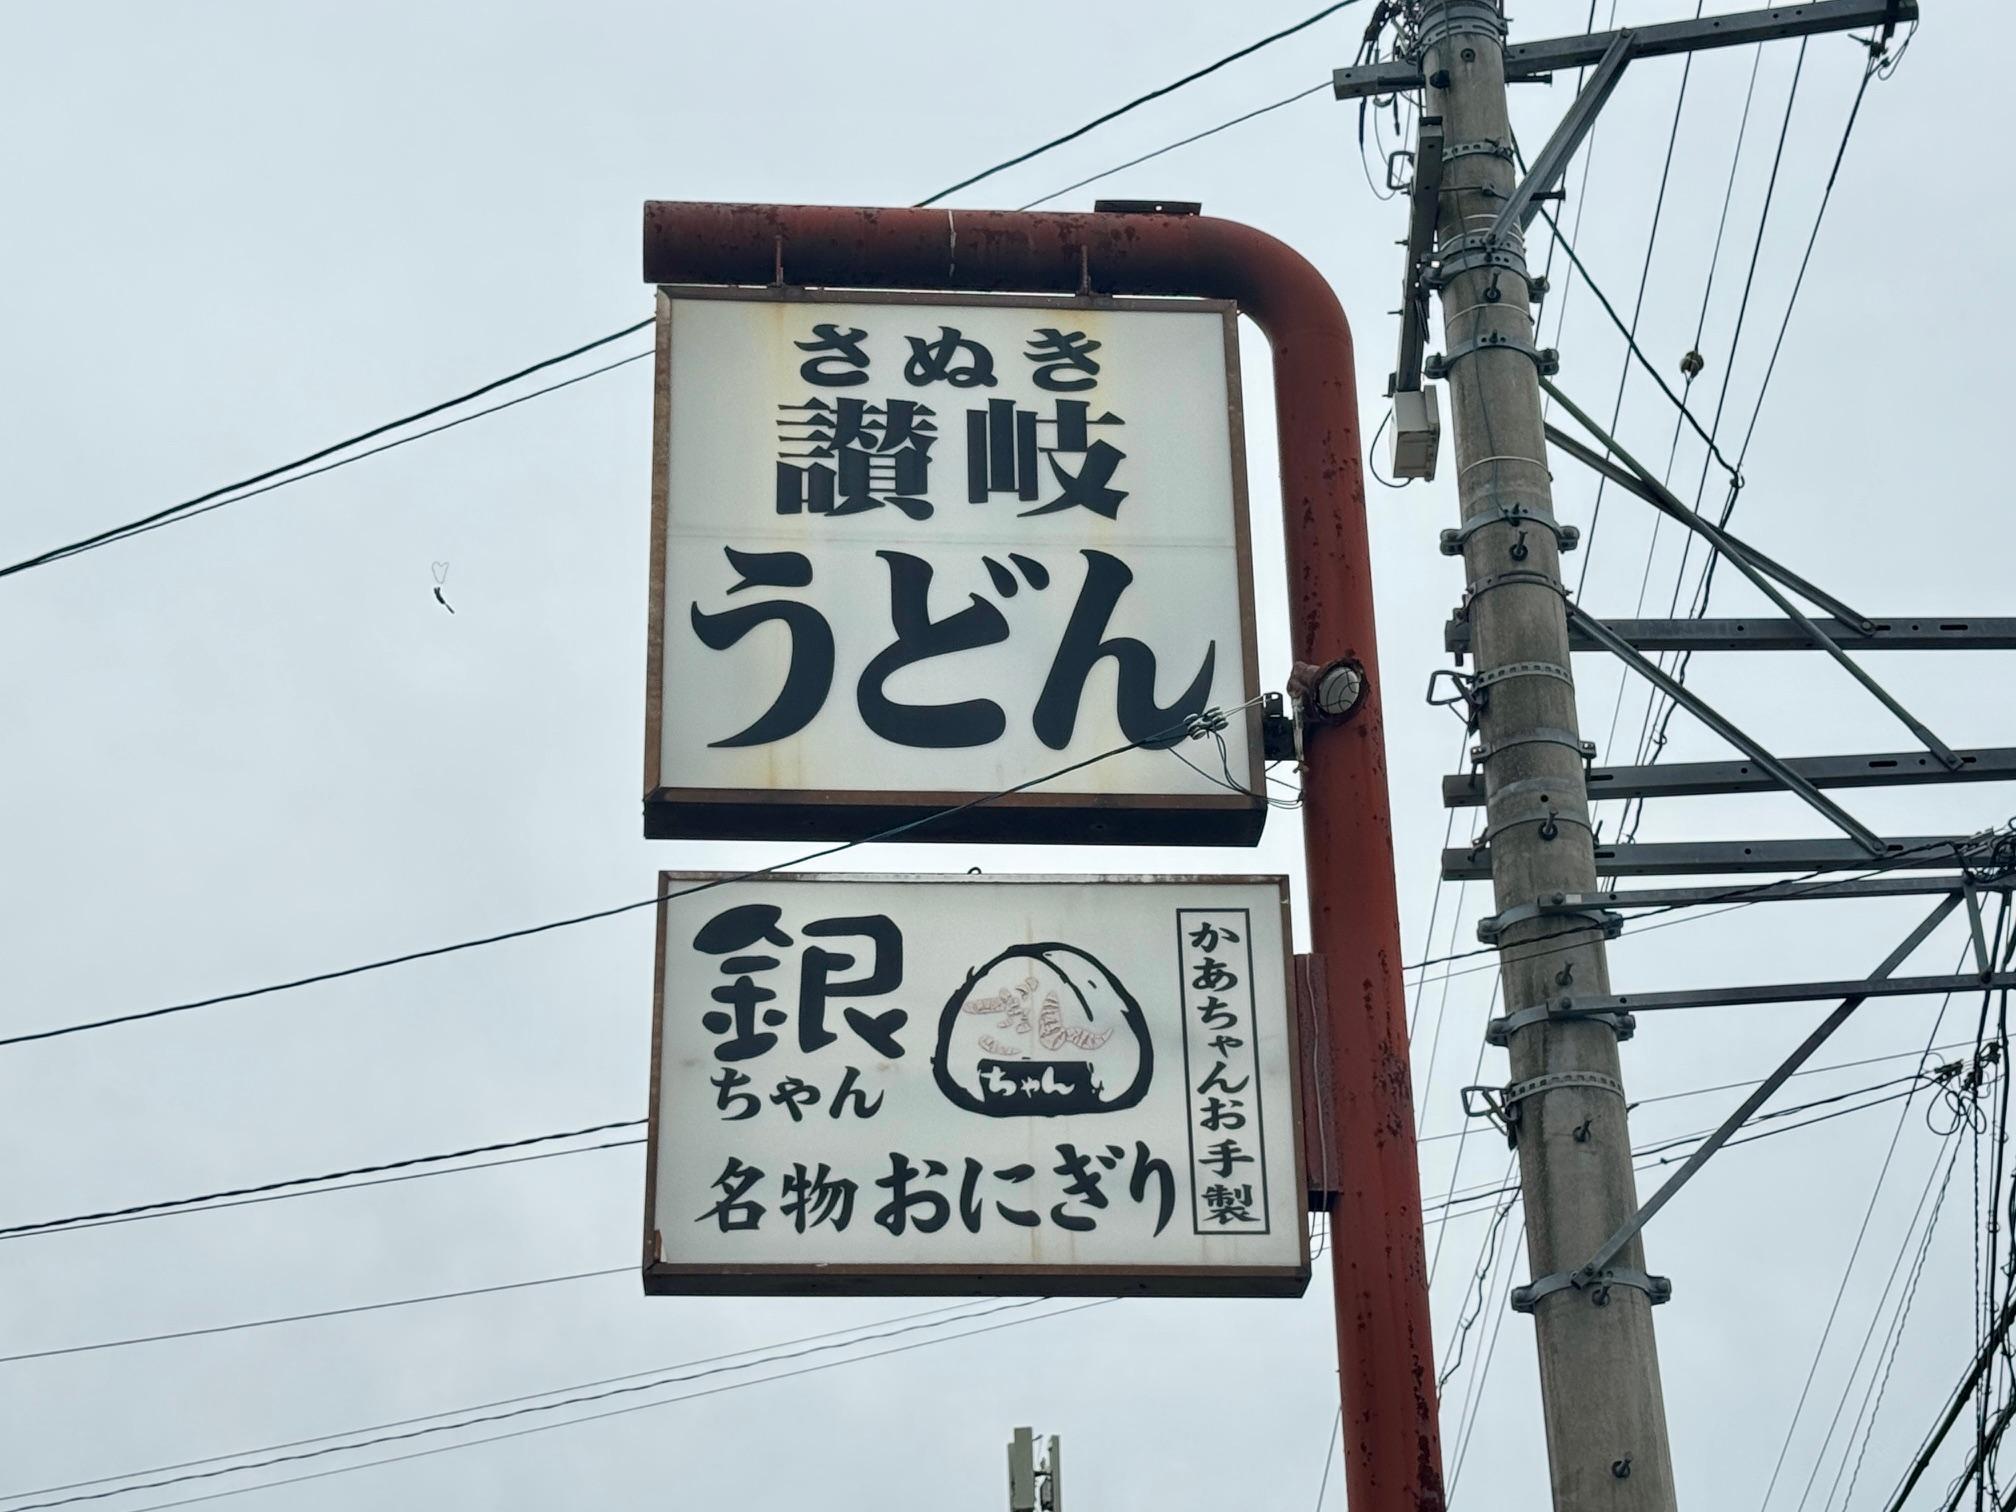 さぬき
讃岐
うどん
銀
ちゃん
ちゃん
名物おにぎり
かあちゃんお手製